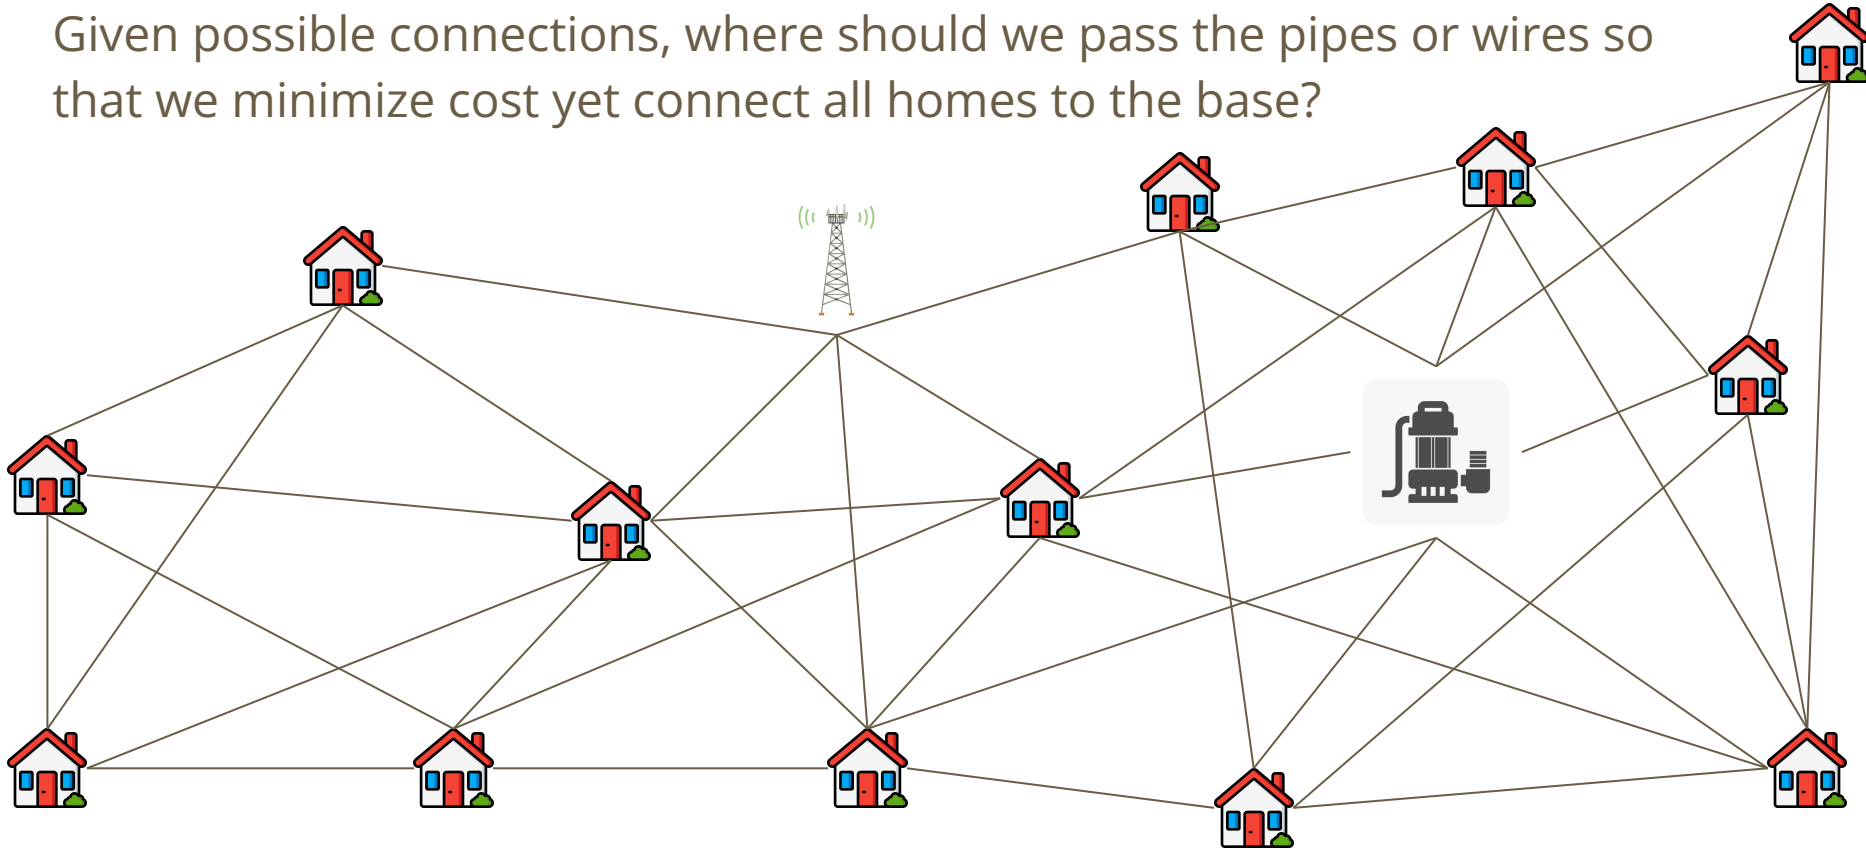 Given possible connections, where should we pass the pipes or wires so
that we minimize cost yet connect all homes to the base?